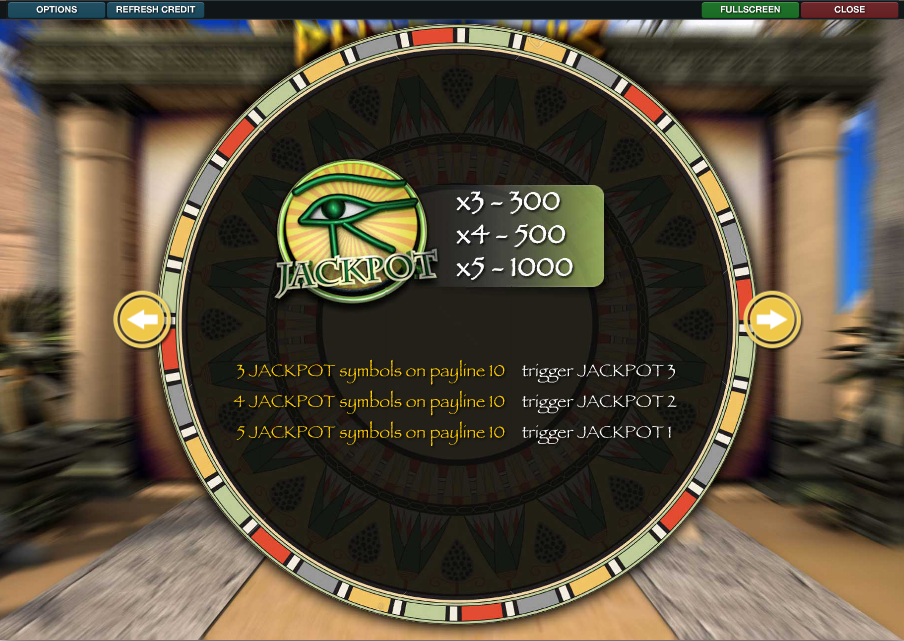 OPTIONS
REFRESH CREDIT
FULLSCREEN
CLOSE
JACKPOT
x3 - 300
x4 - 500
x5 - 1000
3 JACKPOT symbols on payline 10 trigger JACKPOT 3
4 JACKPOT symbols on payline 10 trigger JACKPOT 2
5 JACKPOT symbols on payline 10 trigger JACKPOT 1